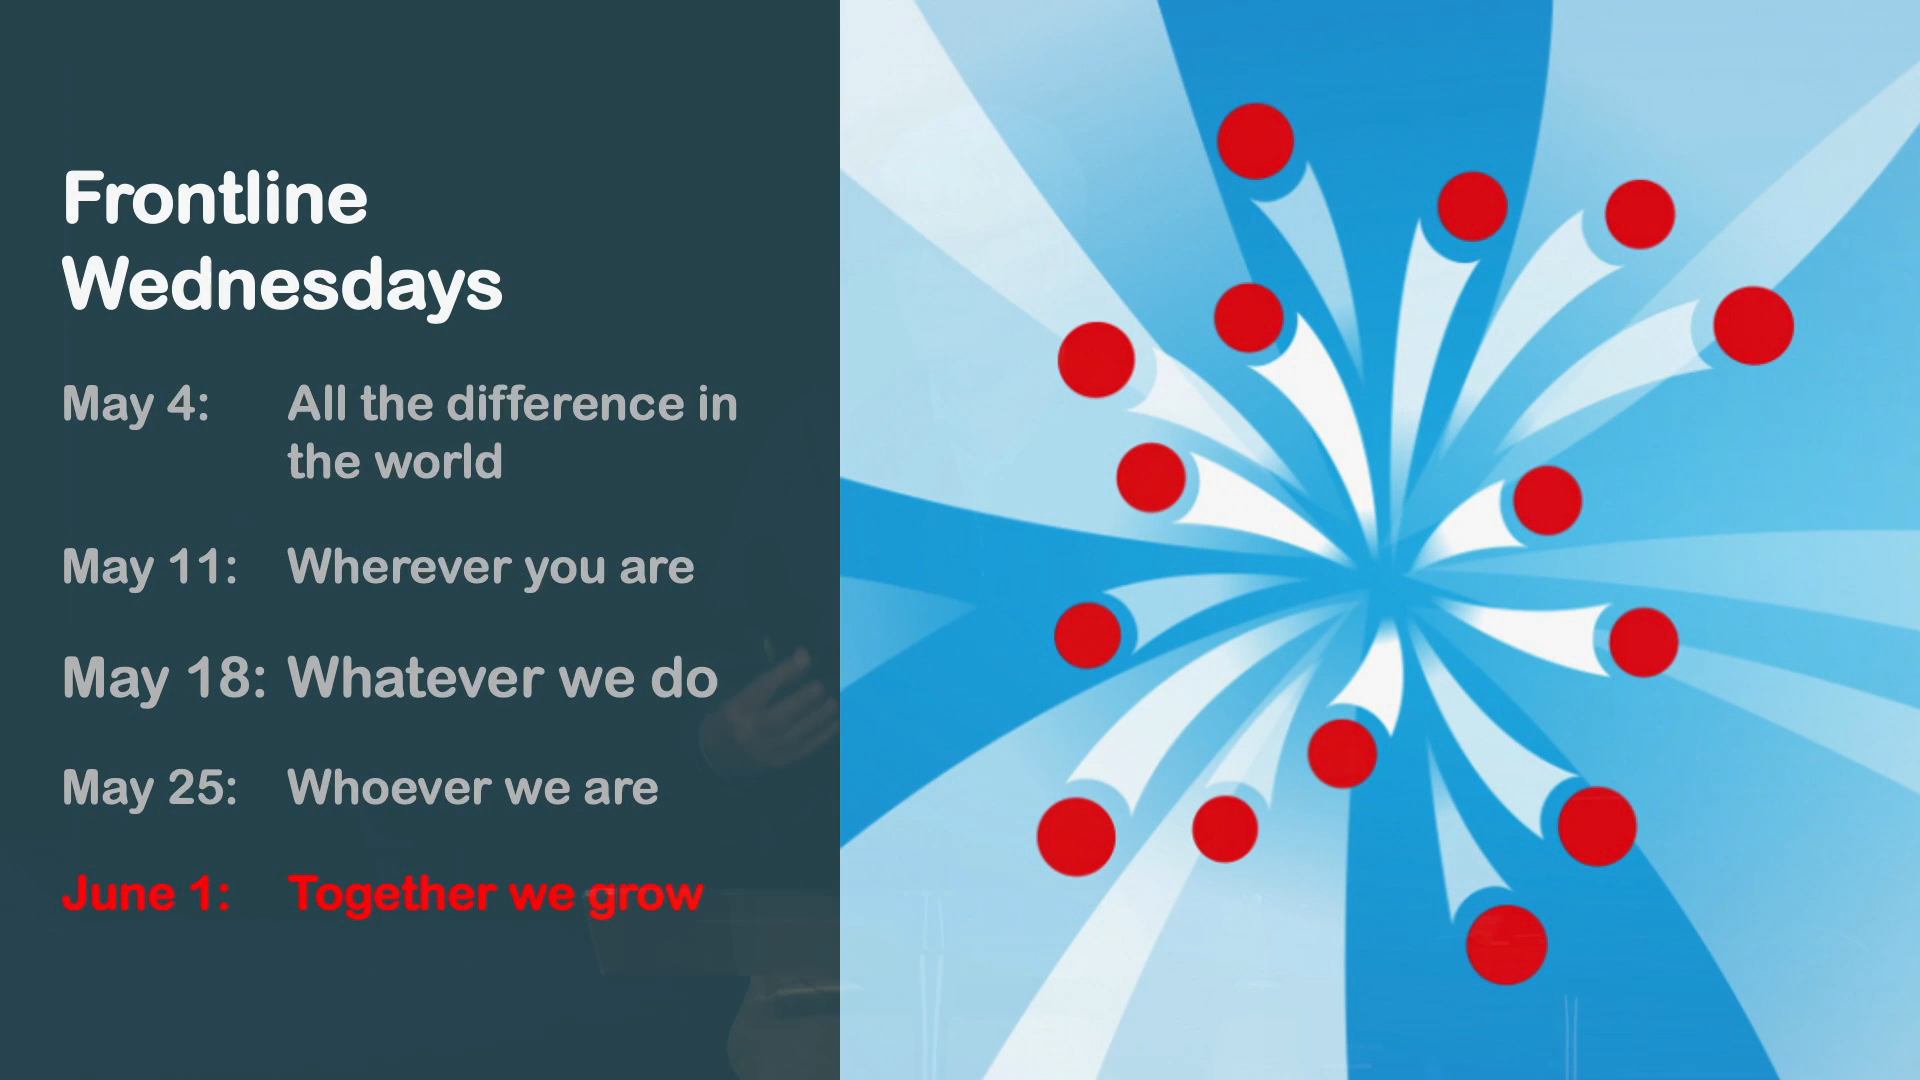 Frontline
Wednesdays
May 4: All the difference in
the world
May 11: Wherever you are
May 18: Whatever we do
May 25: Whoever we are
June 1: Together we grow